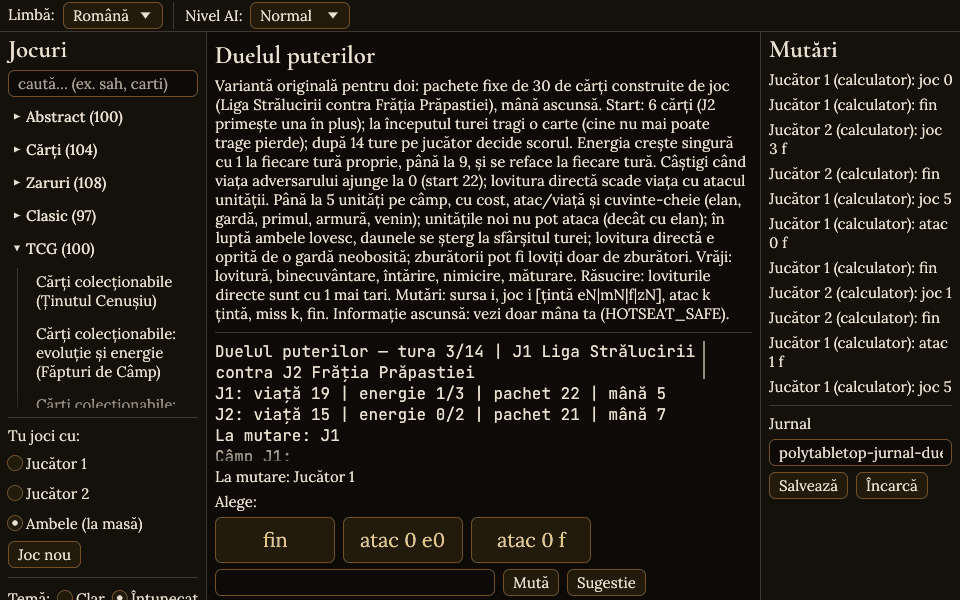 Limbă: Română ▼ Nivel AI: Normal ▼
Jocuri
caută... (ex. sah, carti)
▸ Abstract (100)
▸ Cărți (104)
▸ Zaruri (108)
▸ Clasic (97)
▾ TCG (100)
Cărți colecționabile
(Ținutul Cenușiu)
Cărți colecționabile:
evoluție și energie
(Făpturi de Câmp)
Cărți colecționabile:
Tu joci cu:
Jucător 1
Jucător 2
Ambele (la masă)
Joc nou
Temă: Clar Întunecat
Duelul puterilor
Variantă originală pentru doi: pachete fixe de 30 de cărți construite de joc
(Liga Strălucirii contra Frăția Prăpastiei), mână ascunsă. Start: 6 cărți (J2
primește una în plus); la începutul turei tragi o carte (cine nu mai poate
trage pierde); după 14 ture pe jucător decide scorul. Energia crește singură
cu 1 la fiecare tură proprie, până la 9, și se reface la fiecare tură. Câștigi când
viața adversarului ajunge la 0 (start 22); lovitura directă scade viața cu atacul
unității. Până la 5 unități pe câmp, cu cost, atac/viață și cuvinte-cheie (elan,
gardă, primul, armură, venin); unitățile noi nu pot ataca (decât cu elan); în
luptă ambele lovesc, daunele se șterg la sfârșitul turei; lovitura directă e
oprită de o gardă neobosită; zburătorii pot fi loviți doar de zburători. Vrăji:
lovitură, binecuvântare, întărire, nimicire, măturare. Răsucire: loviturile
directe sunt cu 1 mai tari. Mutări: sursa i, joc i [țintă eN|mN|f|zN], atac k
țintă, miss k, fin. Informație ascunsă: vezi doar mâna ta (HOTSEAT_SAFE).
Duelul puterilor — tura 3/14 | J1 Liga Strălucirii
contra J2 Frăția Prăpastiei
J1: viață 19 | energie 1/3 | pachet 22 | mână 5
J2: viață 15 | energie 0/2 | pachet 21 | mână 7
La mutare: J1
Câmp J1:
La mutare: Jucător 1
Alege:
fin
atac 0 e0
atac 0 f
Mută
Sugestie
Mutări
Jucător 1 (calculator): joc 0
Jucător 1 (calculator): fin
Jucător 2 (calculator): joc
3 f
Jucător 2 (calculator): fin
Jucător 1 (calculator): joc 5
Jucător 1 (calculator): atac
0 f
Jucător 1 (calculator): fin
Jucător 2 (calculator): joc 1
Jucător 2 (calculator): fin
Jucător 1 (calculator): atac
1 f
Jucător 1 (calculator): joc 5
Jurnal
polytabletop-jurnal-due
Salvează
Încarcă